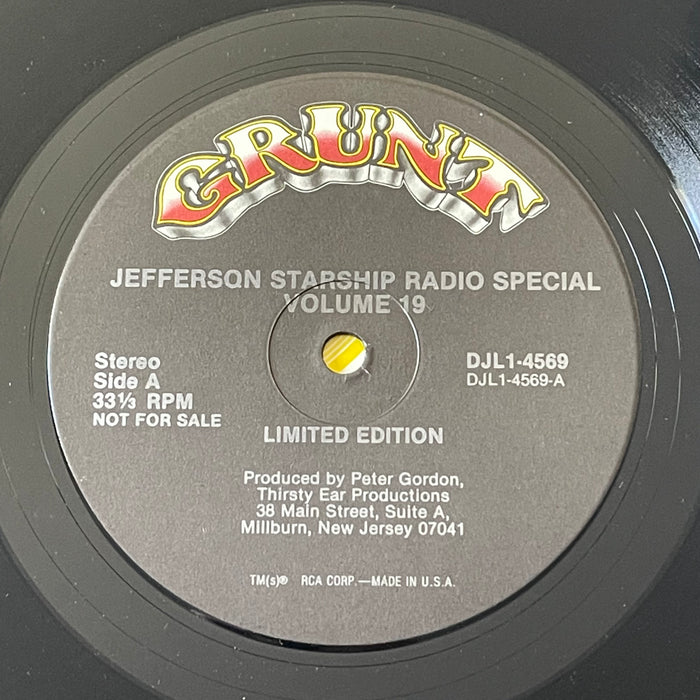 GRUNT
JEFFERSON STARSHIP RADIO SPECIAL
VOLUME 19
Stereo
Side A
33⅓ RPM
NOT FOR SALE
DJL1-4569
DJL1-4569-A
LIMITED EDITION
Produced by Peter Gordon,
Thirsty Ear Productions
38 Main Street, Suite A,
Millburn, New Jersey 07041
TM(s)® RCA CORP.—MADE IN U.S.A.